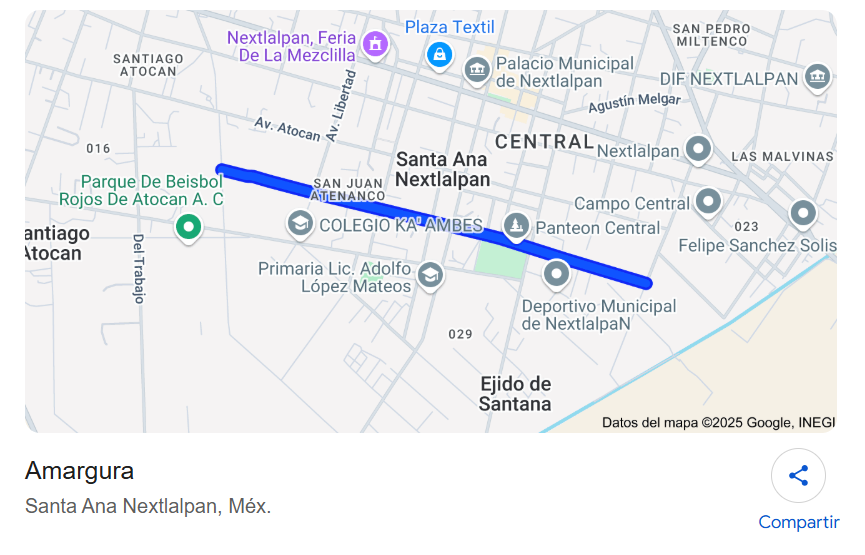 Plaza Textil
Nextlalpan, Feria
De La Mezclilla
SAN PEDRO
MILTENCO
SANTIAGO
ATOCAN
Palacio Municipal
de Nextlalpan
DIF NEXTLALPAN
Av. Libertad
Agustín Melgar
Av. Atocan
CENTRAL
016
Santa Ana
Nextlalpan
Nextlalpan
LAS MALVINAS
Parque De Beisbol
Rojos De Atocan A. C
SAN JUAN
ATENANCO
Campo Central
COLEGIO KA' AMBES
Panteon Central
023
antiago
Atocan
Felipe Sanchez Solis
Del Trabajo
Primaria Lic. Adolfo
López Mateos
Deportivo Municipal
de NextlalpaN
029
Ejido de
Santana
Datos del mapa ©2025 Google, INEGI
Amargura
Santa Ana Nextlalpan, Méx.
Compartir